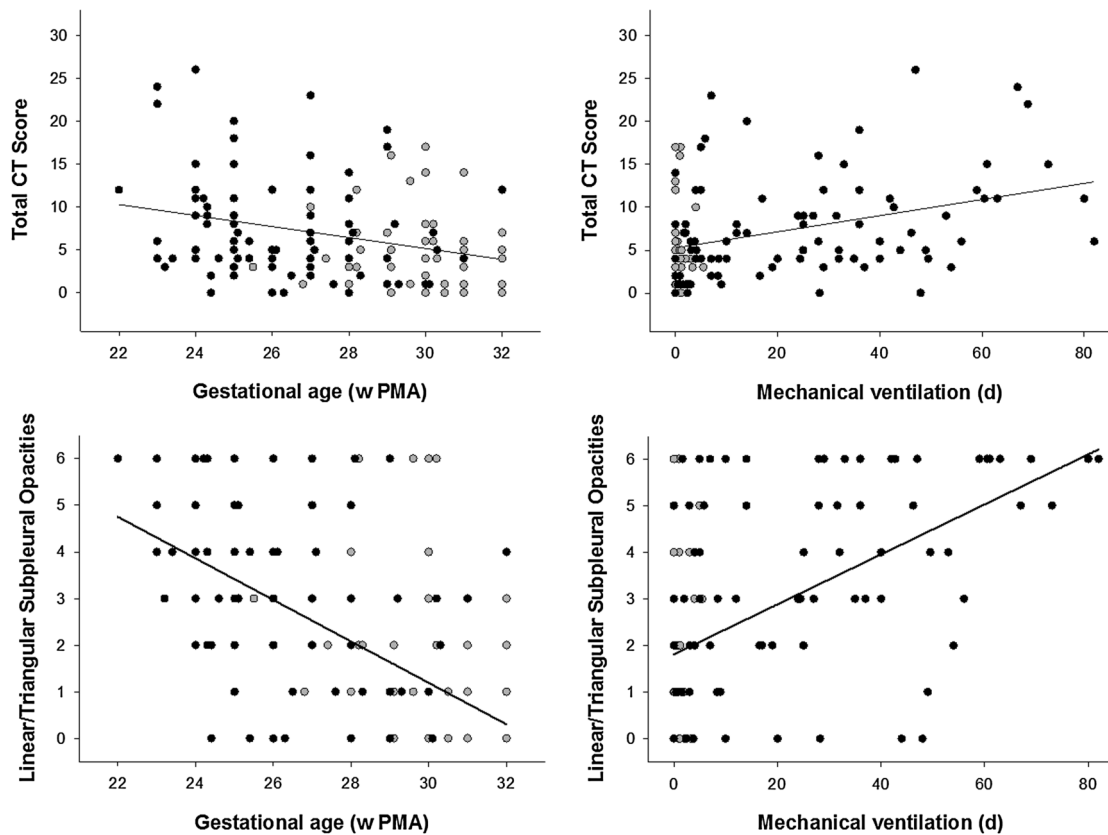 Total CT Score
30
25
20
15
10
5
0
22 24 26 28 30 32
Gestational age (w PMA)
Total CT Score
30
25
20
15
10
5
0
0 20 40 60 80
Mechanical ventilation (d)
Linear/Triangular Subpleural Opacities
6
5
4
3
2
1
0
22 24 26 28 30 32
Gestational age (w PMA)
Linear/Triangular Subpleural Opacities
6
5
4
3
2
1
0
0 20 40 60 80
Mechanical ventilation (d)